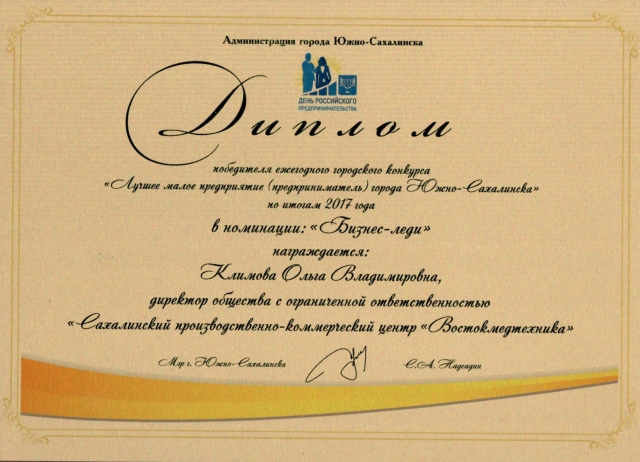 Администрация города Южно-Сахалинска
ДЕНЬ РОССИЙСКОГО
ПРЕДПРИНИМАТЕЛЬСТВА
Диплом
победителя ежегодного городского конкурса
«Лучшее малое предприятие (предприниматель) города Южно-Сахалинска»
по итогам 2017 года
в номинации: «Бизнес-леди»
награждается:
Климова Ольга Владимировна,
директор общества с ограниченной ответственностью
«Сахалинский производственно-коммерческий центр «Востокмедтехника»
Мэр г. Южно-Сахалинска
С.А. Надсадин